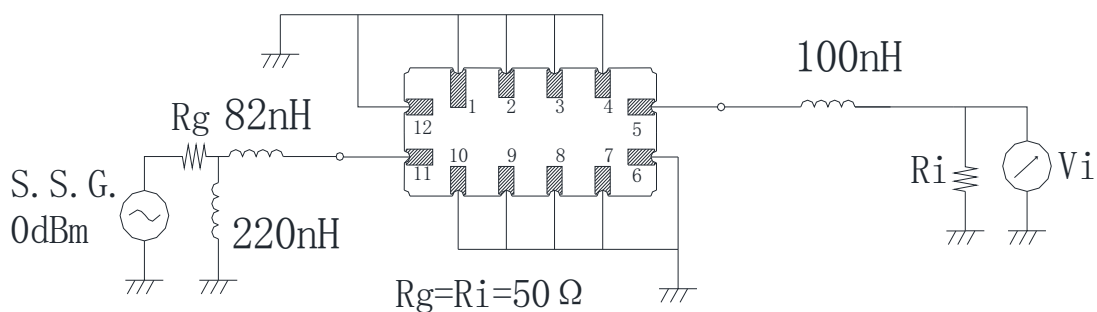 100nH
1 2 3 4
12 5
Rg 82nH
10 9 8 7
11 6
S.S.G.
0dBm
220nH
Ri Vi
Rg=Ri=50Ω